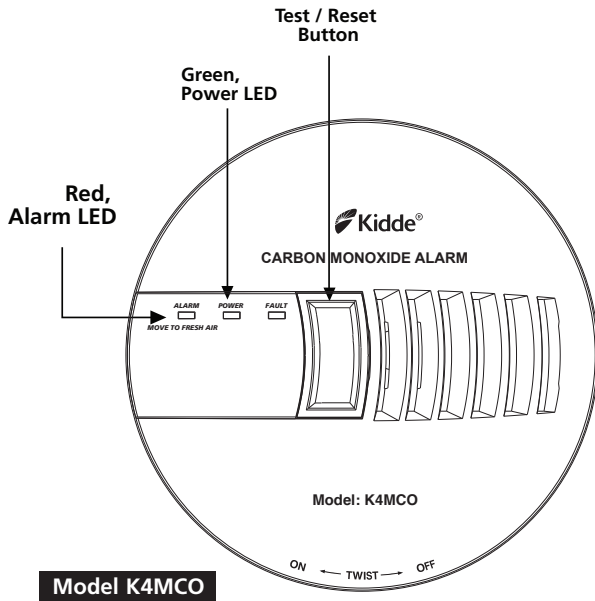 Test / Reset
Button
Green,
Power LED
Red,
Alarm LED
Kidde®
CARBON MONOXIDE ALARM
ALARM POWER FAULT
MOVE TO FRESH AIR
Model: K4MCO
ON TWIST OFF
Model K4MCO